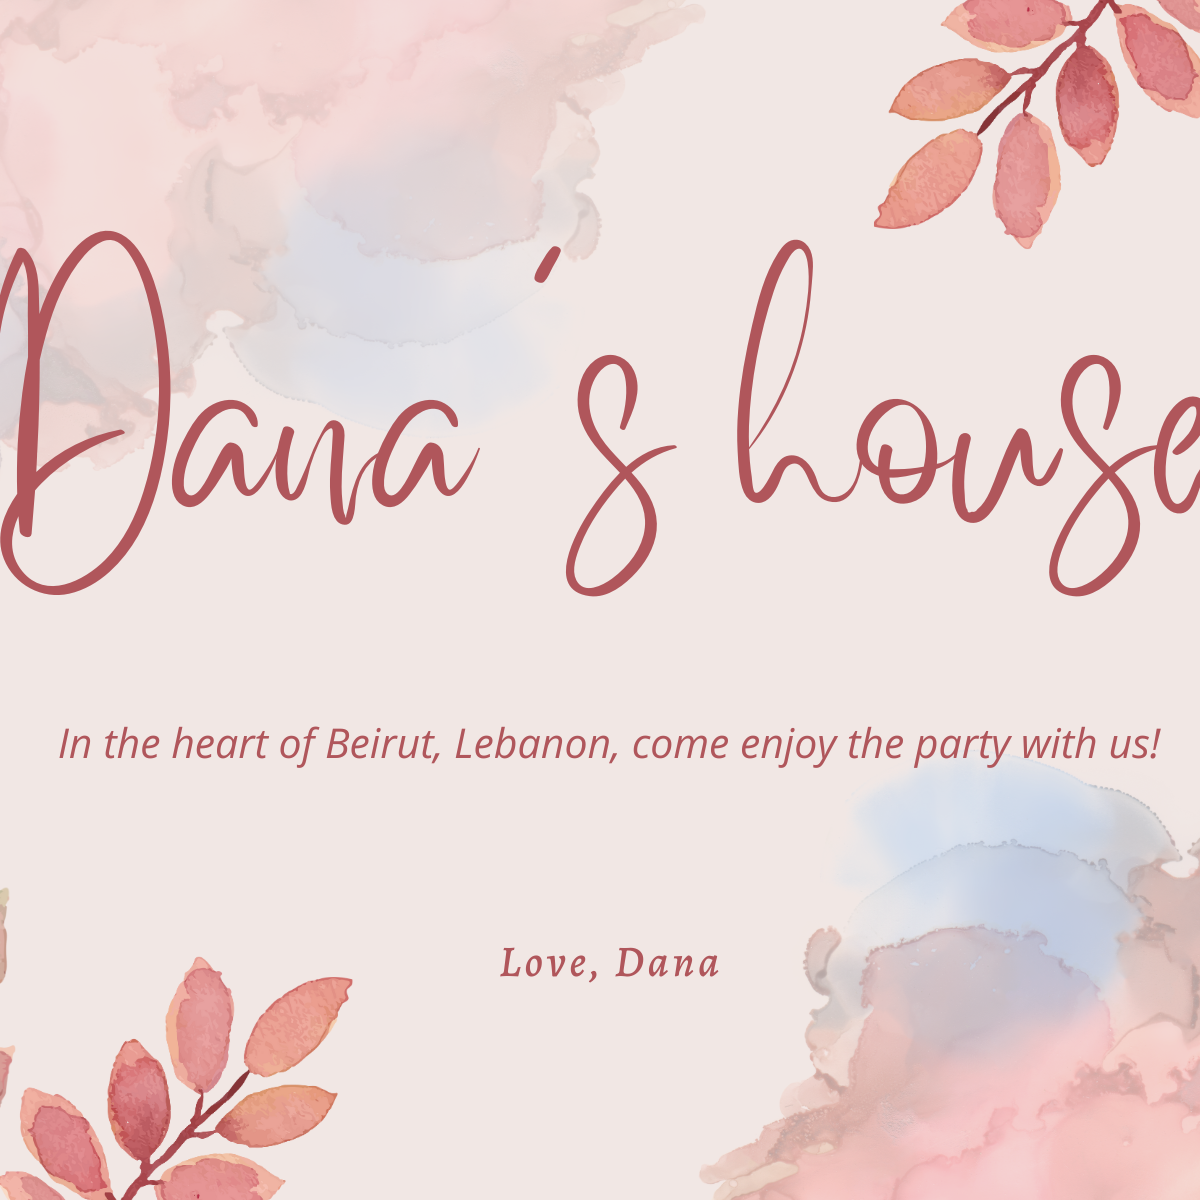 Dana´s house
In the heart of Beirut, Lebanon, come enjoy the party with us!
Love, Dana